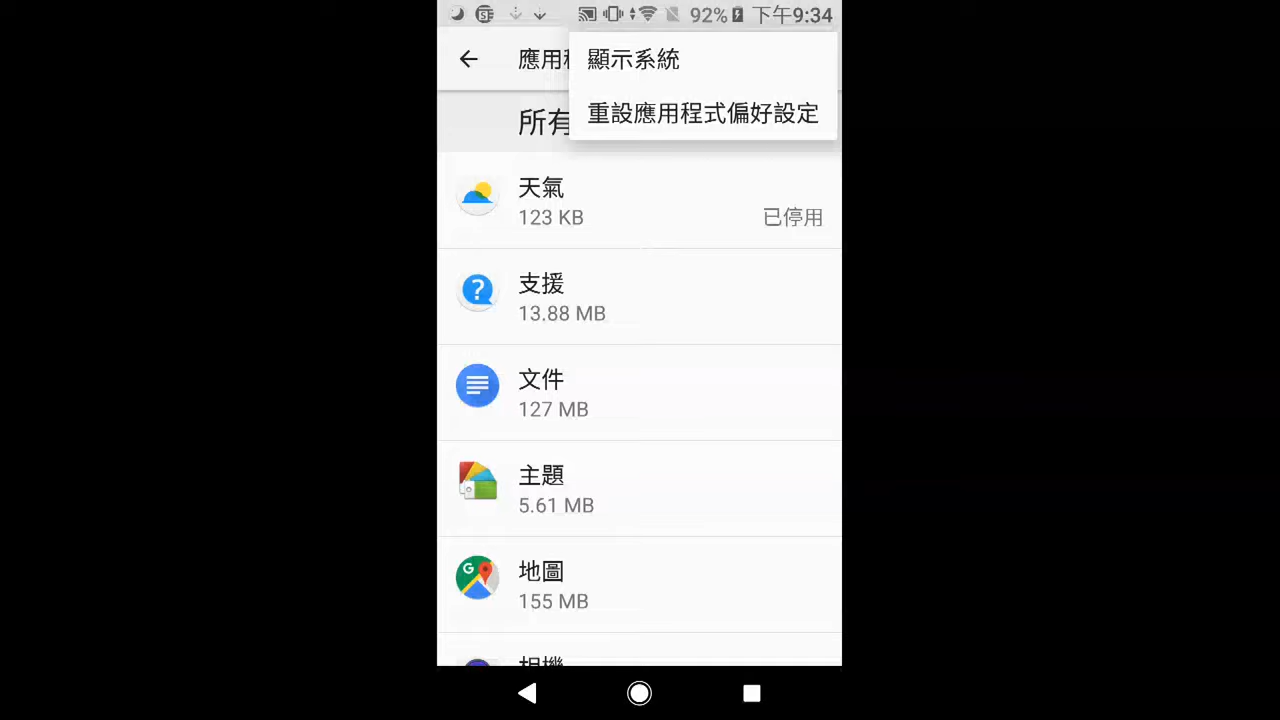 92% 下午9:34
應用
顯示系統
重設應用程式偏好設定
所有
天氣
123 KB
已停用
支援
13.88 MB
文件
127 MB
主題
5.61 MB
地圖
155 MB
相機